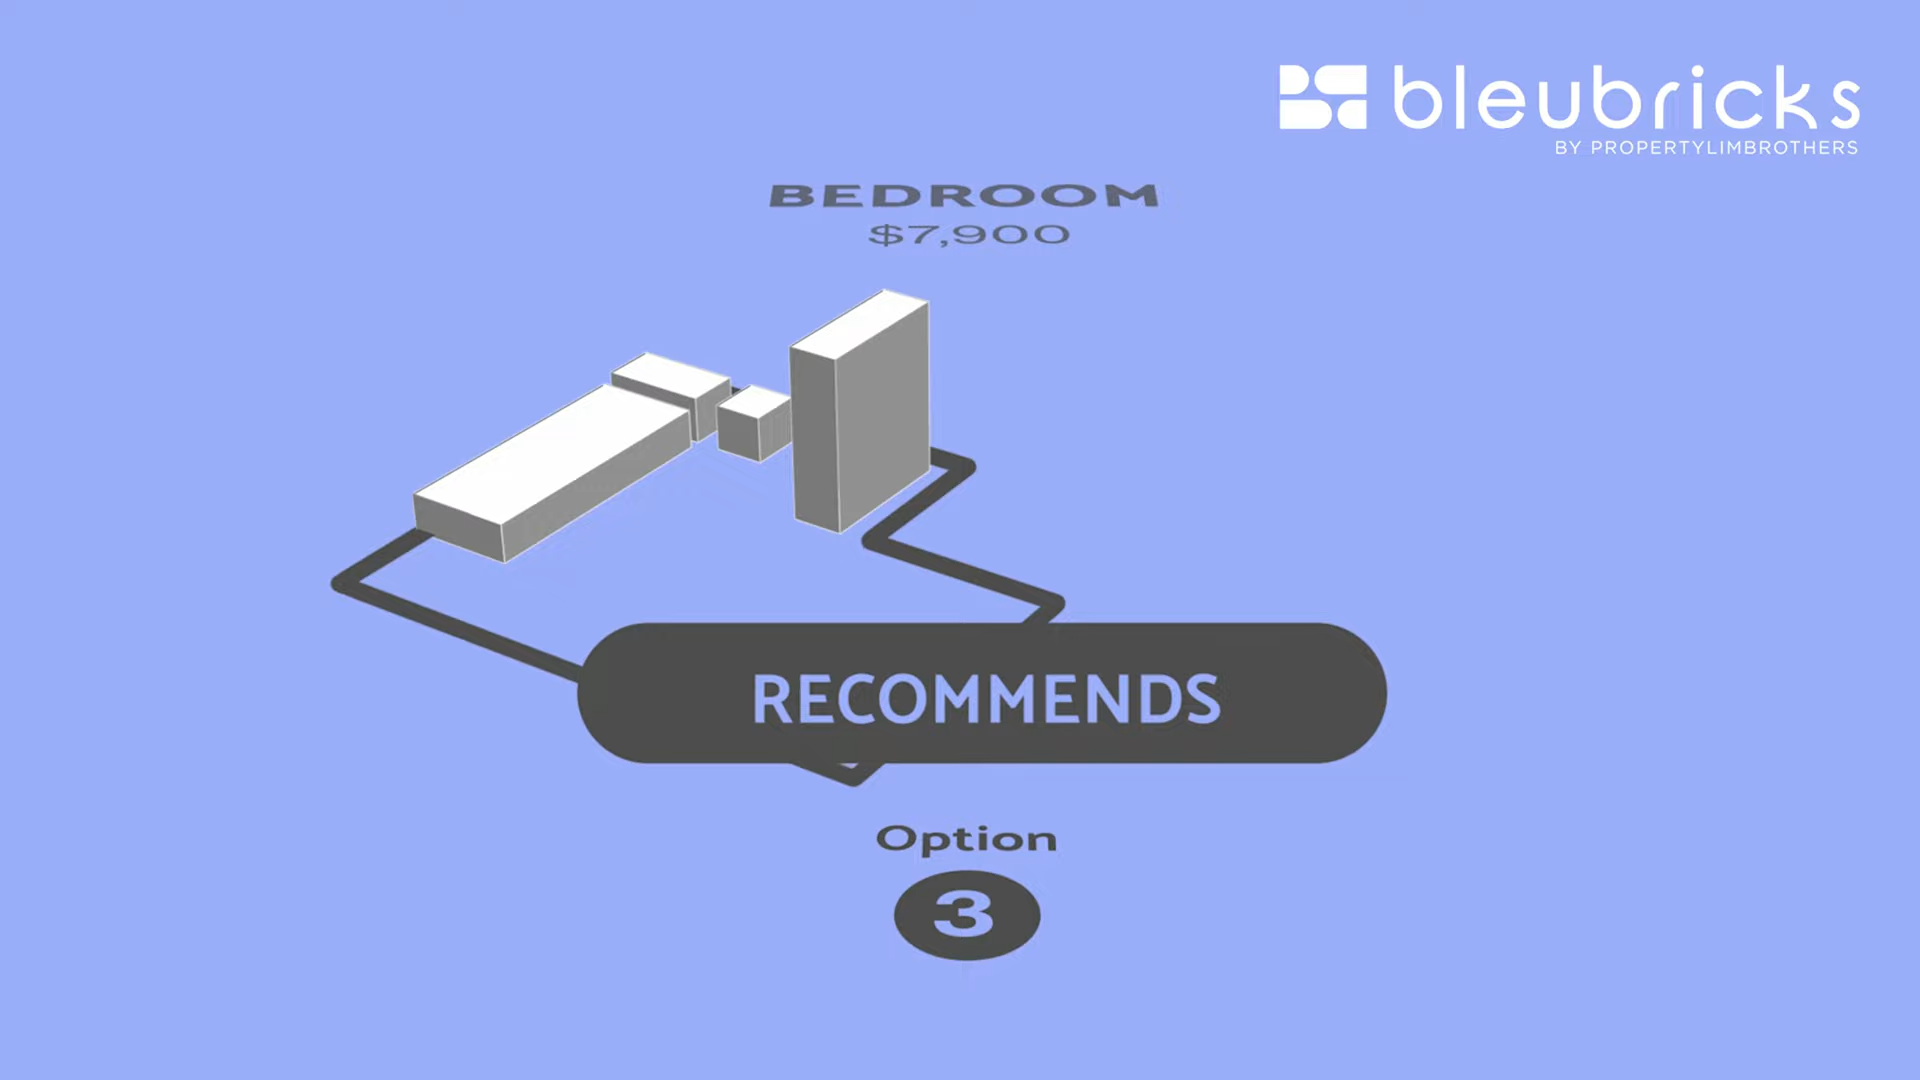 bleubricks
BY PROPERTYLIMBROTHERS
BEDROOM
$7,900
RECOMMENDS
Option
3